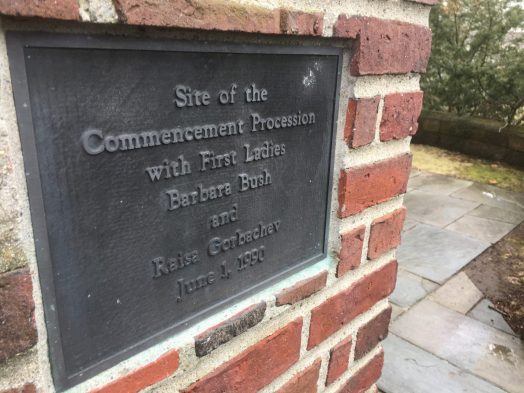 Site of the
Commencement Procession
with First Ladies
Barbara Bush
and
Raisa Gorbachev
June 1, 1990